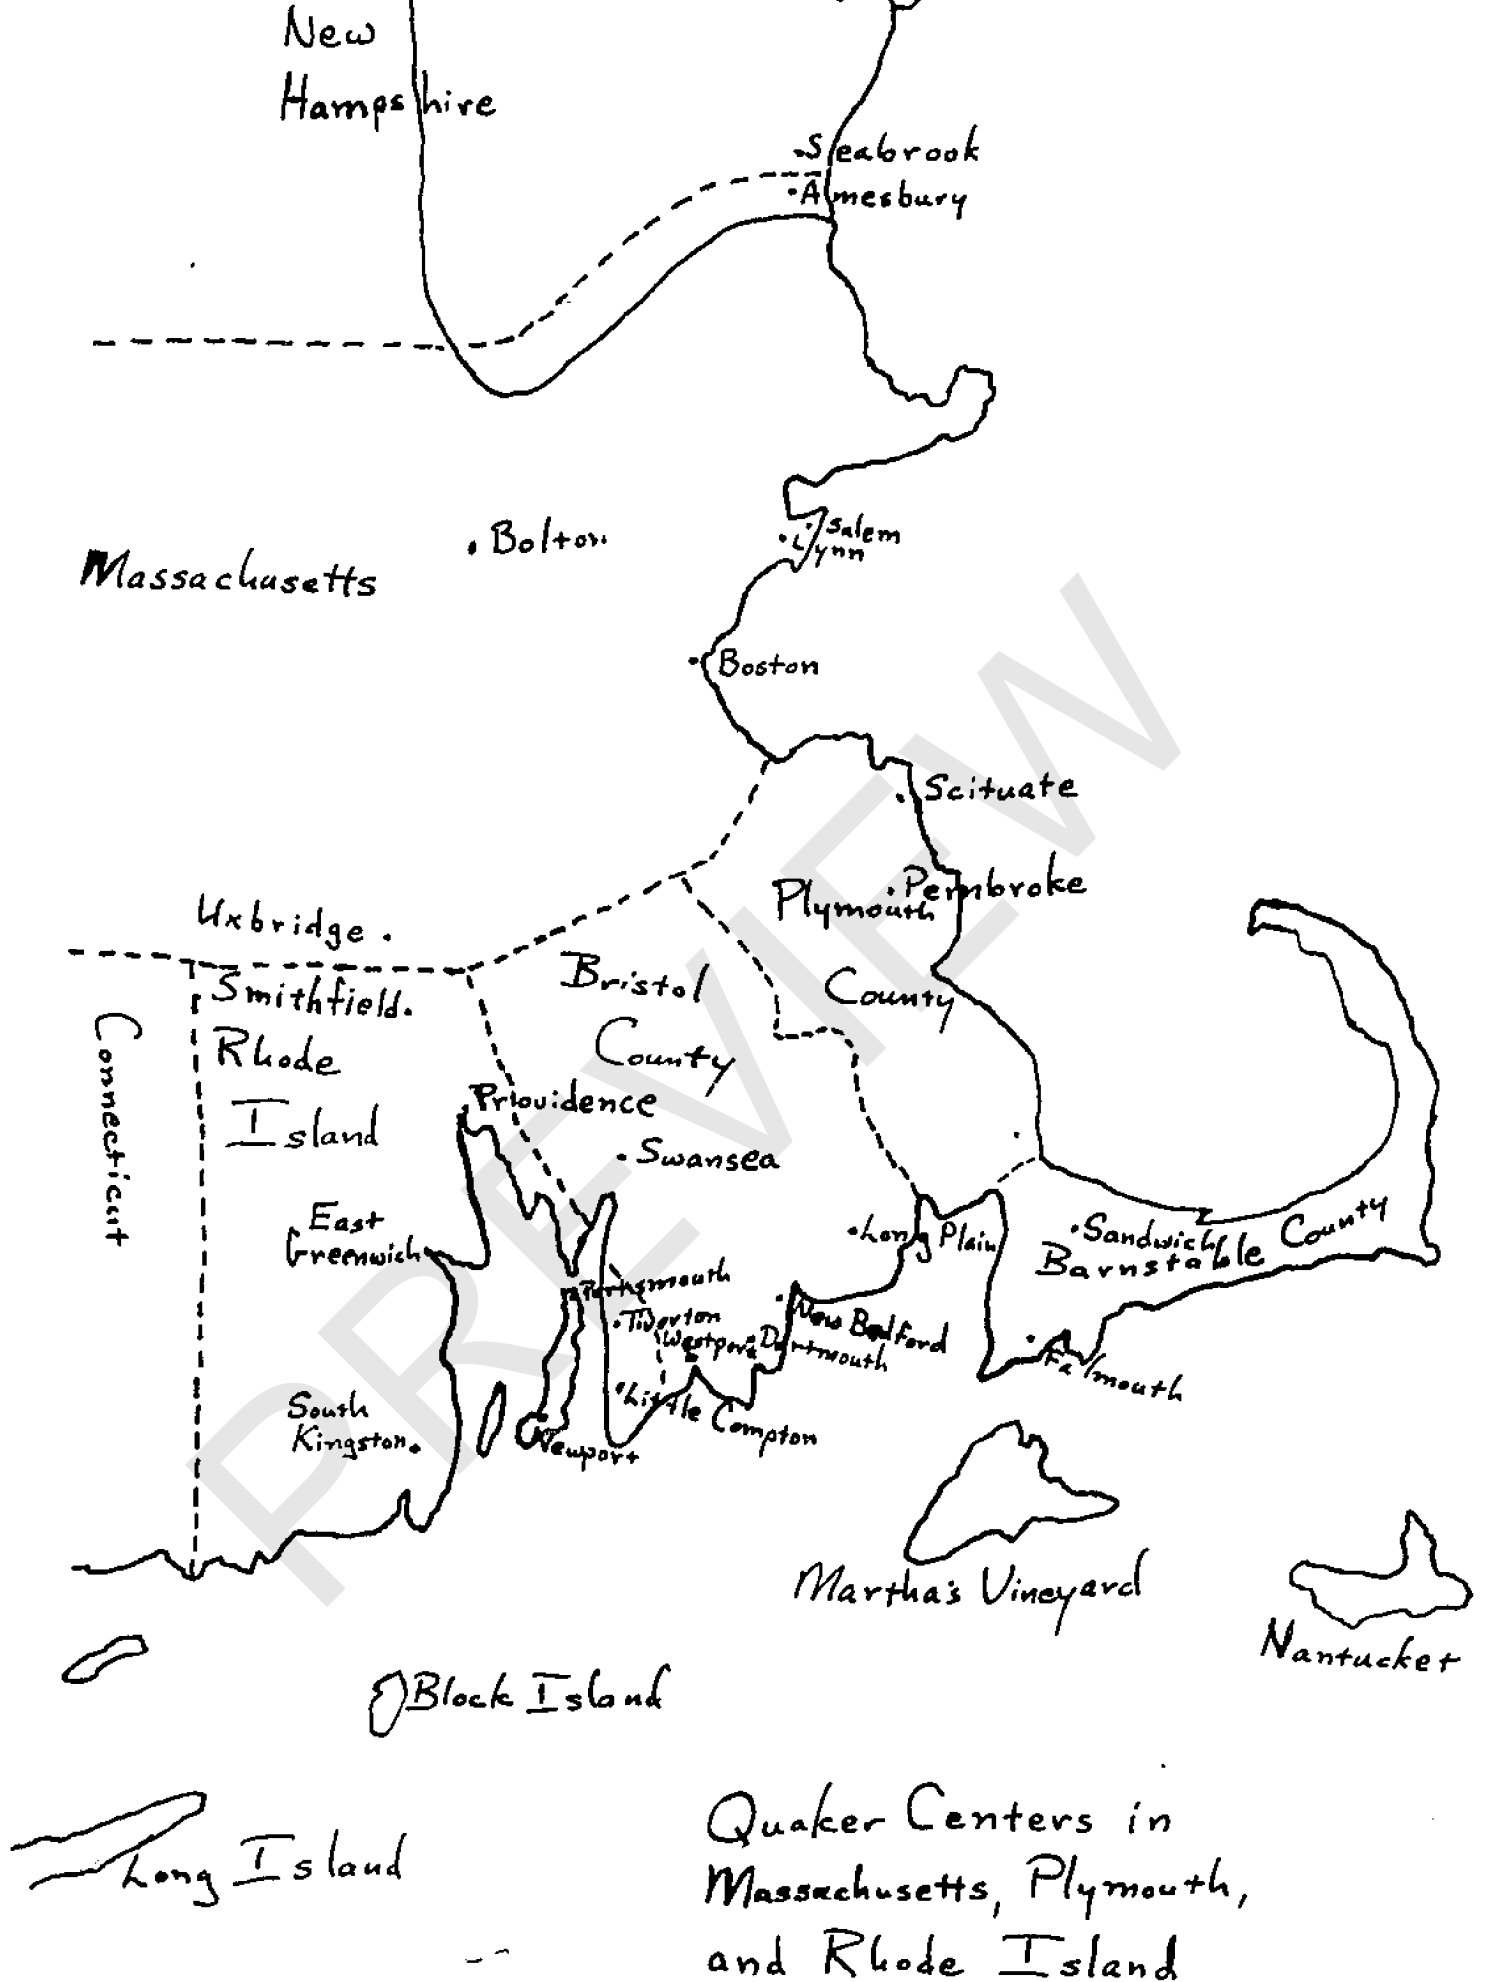 New
Hampshire
Seabrook
Amesbury
Massachusetts
Bolton
Salem
Lynn
Boston
Scituate
Pembroke
Plymouth
County
Uxbridge
Smithfield
Bristol
County
Connecticut
Rhode
Island
Providence
Swansea
East
Greenwich
Long Plain
Sandwich
Barnstable County
Portsmouth
Tiverton
Westport
Dartmouth
New Bedford
Falmouth
Little Compton
South
Kingston
Newport
Martha's Vineyard
Nantucket
Block Island
Long Island
Quaker Centers in
Massachusetts, Plymouth,
and Rhode Island
PREVIEW